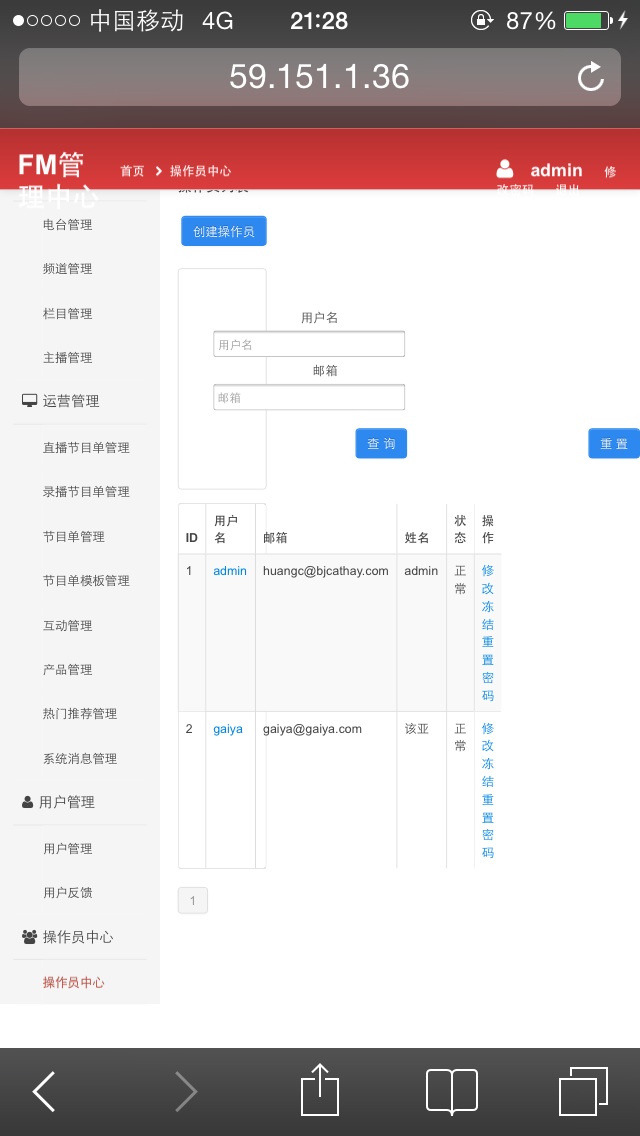 中国移动 4G 21:28 87%
59.151.1.36
FM管
理中心
首页 操作员中心
admin 修
改密码 退出
电台管理
频道管理
栏目管理
主播管理
运营管理
直播节目单管理
录播节目单管理
节目单管理
节目单模板管理
互动管理
产品管理
热门推荐管理
系统消息管理
用户管理
用户管理
用户反馈
操作员中心
操作员中心
操作员列表
创建操作员
用户名
用户名
邮箱
邮箱
查 询 重 置
ID 用户名 邮箱 姓名 状态 操作
1 admin huangc@bjcathay.com admin 正常 修改冻结重置密码
2 gaiya gaiya@gaiya.com 该亚 正常 修改冻结重置密码
1